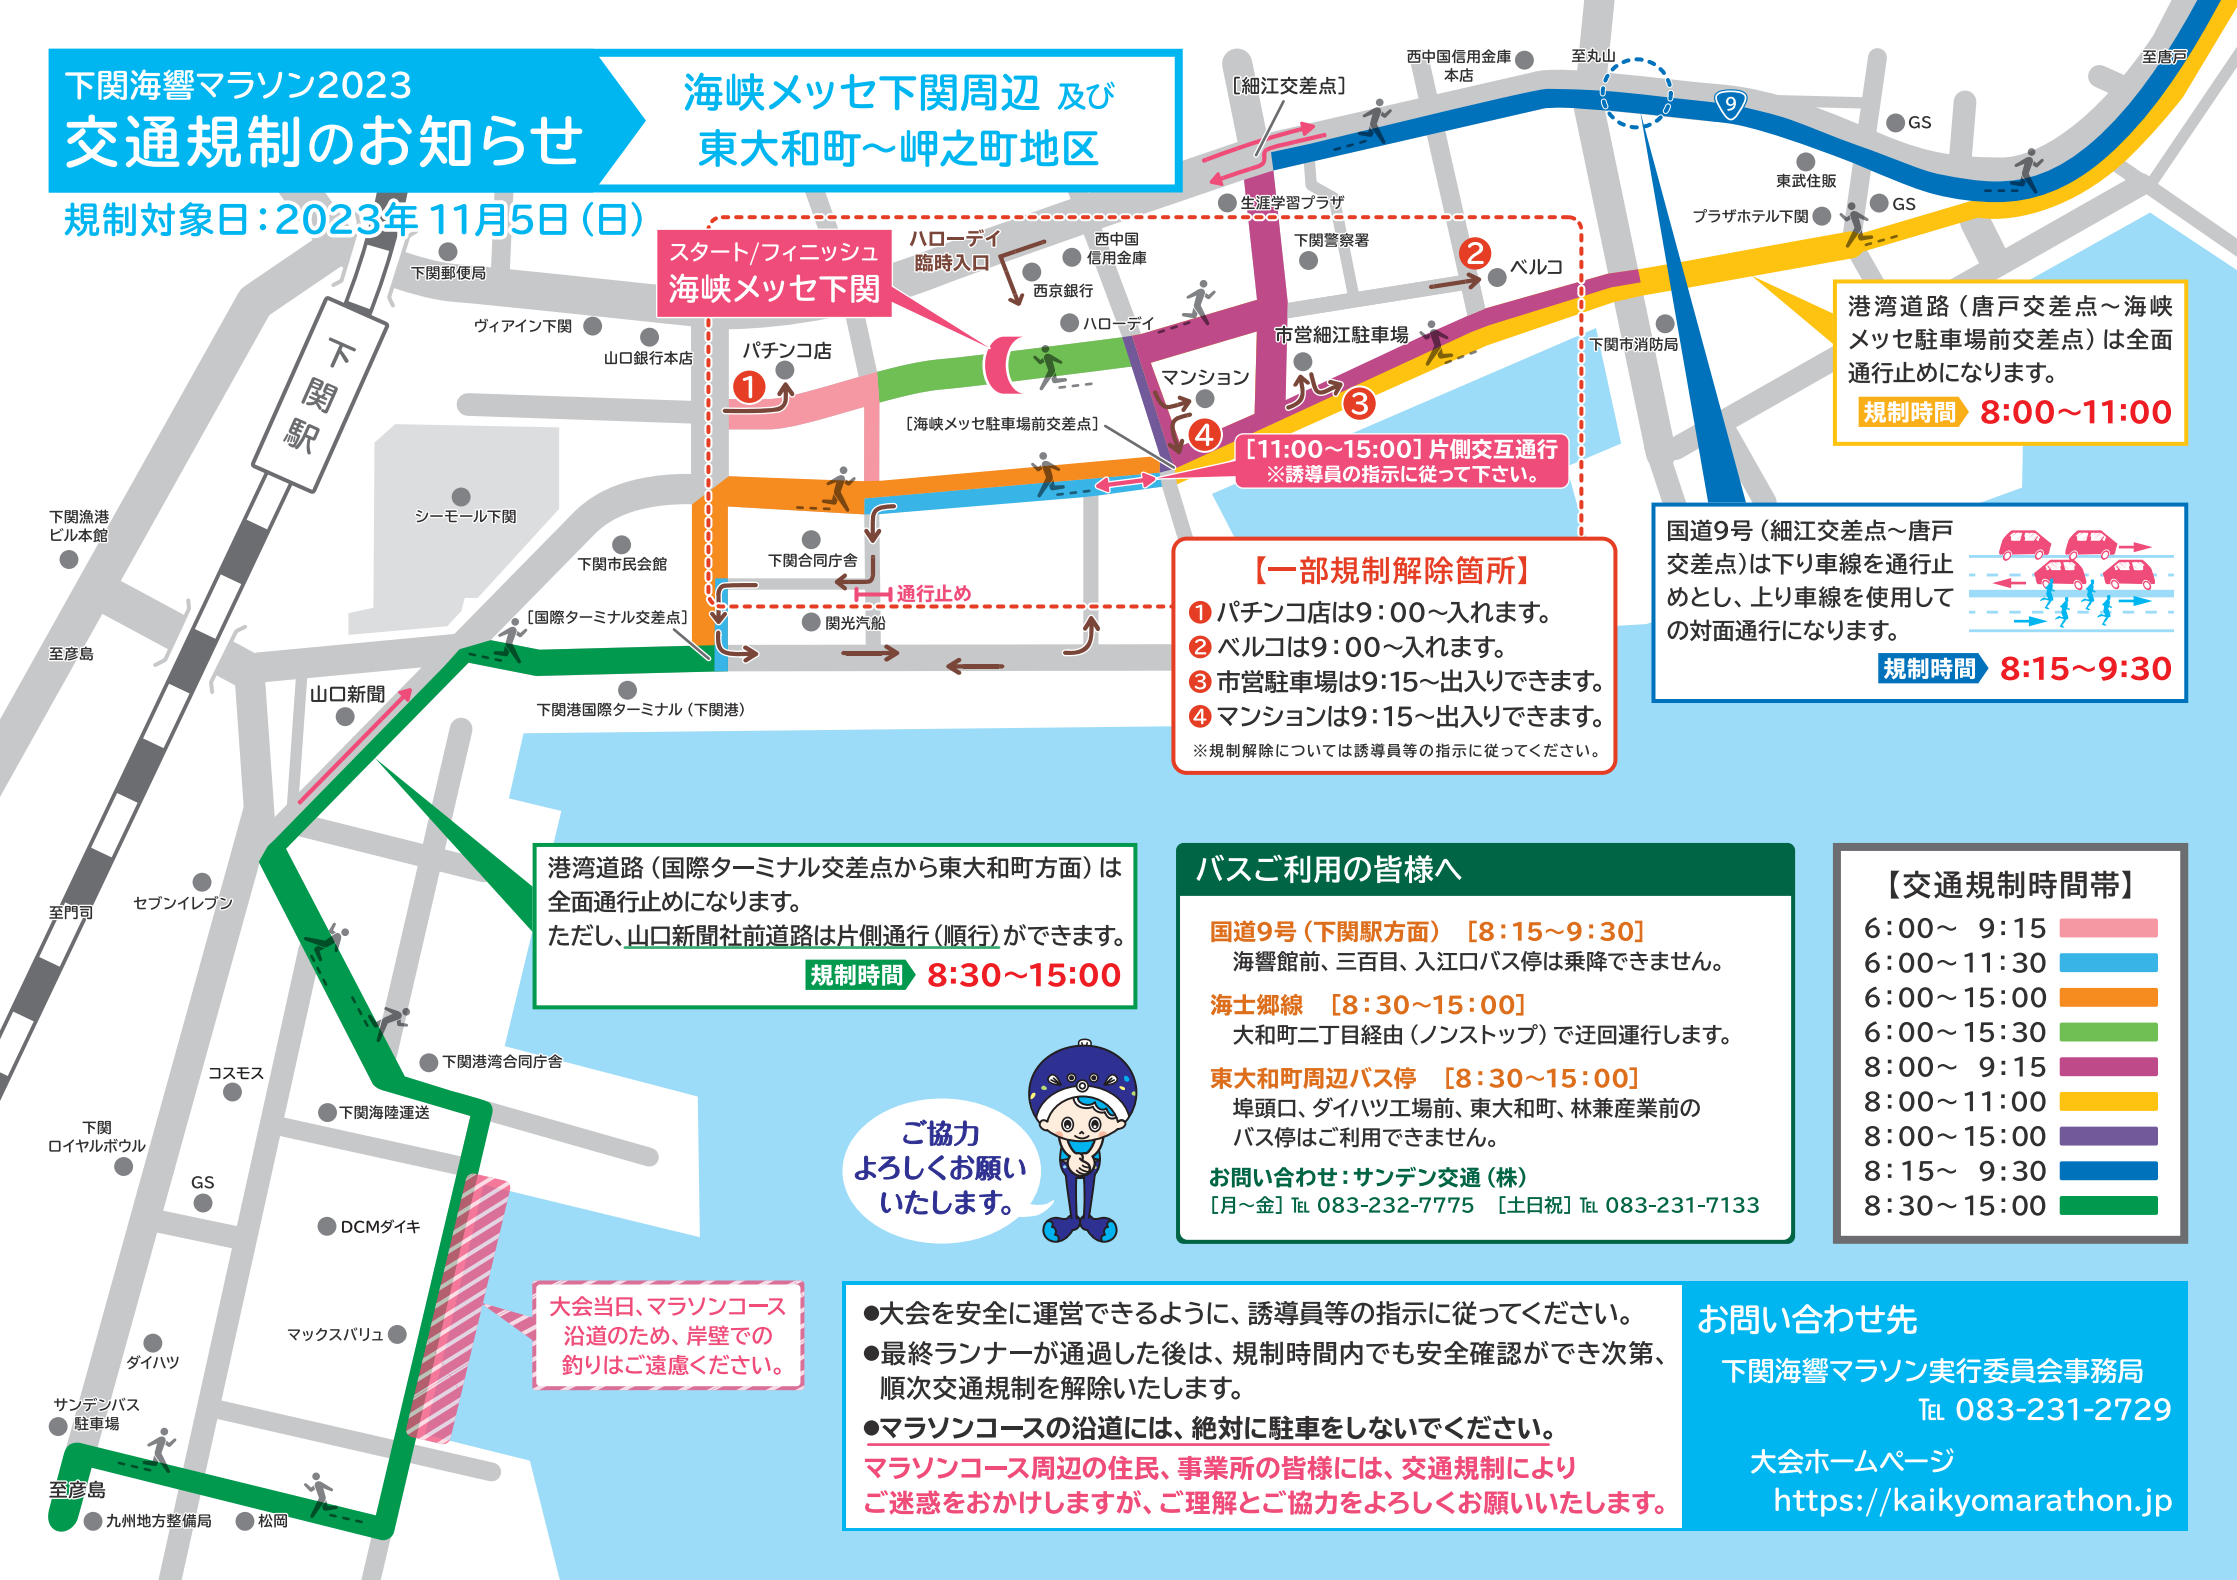 下関海響マラソン2023
交通規制のお知らせ
海峡メッセ下関周辺 及び
東大和町～岬之町地区
規制対象日：2023年 11月5日（日）
西中国信用金庫
本店
至丸山
至唐戸
［細江交差点］
9
GS
東武住販
GS
プラザホテル下関
生涯学習プラザ
下関郵便局
スタート/フィニッシュ
海峡メッセ下関
ハローデイ
臨時入口
西中国
信用金庫
西京銀行
ハローデイ
下関警察署
2
ベルコ
ヴィアイン下関
山口銀行本店
パチンコ店
1
市営細江駐車場
下関市消防局
マンション
3
4
［海峡メッセ駐車場前交差点］
下関駅
港湾道路（唐戸交差点～海峡
メッセ駐車場前交差点）は全面
通行止めになります。
規制時間 8:00～11:00
［11:00～15:00］片側交互通行
※誘導員の指示に従って下さい。
シーモール下関
下関漁港
ビル本館
下関市民会館
下関合同庁舎
通行止め
［国際ターミナル交差点］
関光汽船
至彦島
【一部規制解除箇所】
1 パチンコ店は9：00～入れます。
2 ベルコは9：00～入れます。
3 市営駐車場は9：15～出入りできます。
4 マンションは9：15～出入りできます。
※規制解除については誘導員等の指示に従ってください。
国道9号（細江交差点～唐戸
交差点）は下り車線を通行止
めとし、上り車線を使用して
の対面通行になります。
規制時間 8:15～9:30
山口新聞
下関港国際ターミナル（下関港）
港湾道路（国際ターミナル交差点から東大和町方面）は
全面通行止めになります。
ただし、山口新聞社前道路は片側通行（順行）ができます。
規制時間 8:30～15:00
セブンイレブン
至門司
下関港湾合同庁舎
コスモス
下関海陸運送
下関
ロイヤルボウル
GS
DCMダイキ
マックスバリュ
ダイハツ
サンデンバス
駐車場
至彦島
九州地方整備局
松岡
大会当日、マラソンコース
沿道のため、岸壁での
釣りはご遠慮ください。
ご協力
よろしくお願い
いたします。
バスご利用の皆様へ
国道9号（下関駅方面）［8：15～9：30］
海響館前、三百目、入江口バス停は乗降できません。
海士郷線［8：30～15：00］
大和町二丁目経由（ノンストップ）で迂回運行します。
東大和町周辺バス停［8：30～15：00］
埠頭口、ダイハツ工場前、東大和町、林兼産業前の
バス停はご利用できません。
お問い合わせ：サンデン交通（株）
［月～金］℡ 083-232-7775 ［土日祝］℡ 083-231-7133
【交通規制時間帯】
6：00～ 9：15
6：00～11：30
6：00～15：00
6：00～15：30
8：00～ 9：15
8：00～11：00
8：00～15：00
8：15～ 9：30
8：30～15：00
●大会を安全に運営できるように、誘導員等の指示に従ってください。
●最終ランナーが通過した後は、規制時間内でも安全確認ができ次第、
順次交通規制を解除いたします。
●マラソンコースの沿道には、絶対に駐車をしないでください。
マラソンコース周辺の住民、事業所の皆様には、交通規制により
ご迷惑をおかけしますが、ご理解とご協力をよろしくお願いいたします。
お問い合わせ先
下関海響マラソン実行委員会事務局
℡ 083-231-2729
大会ホームページ
https://kaikyomarathon.jp